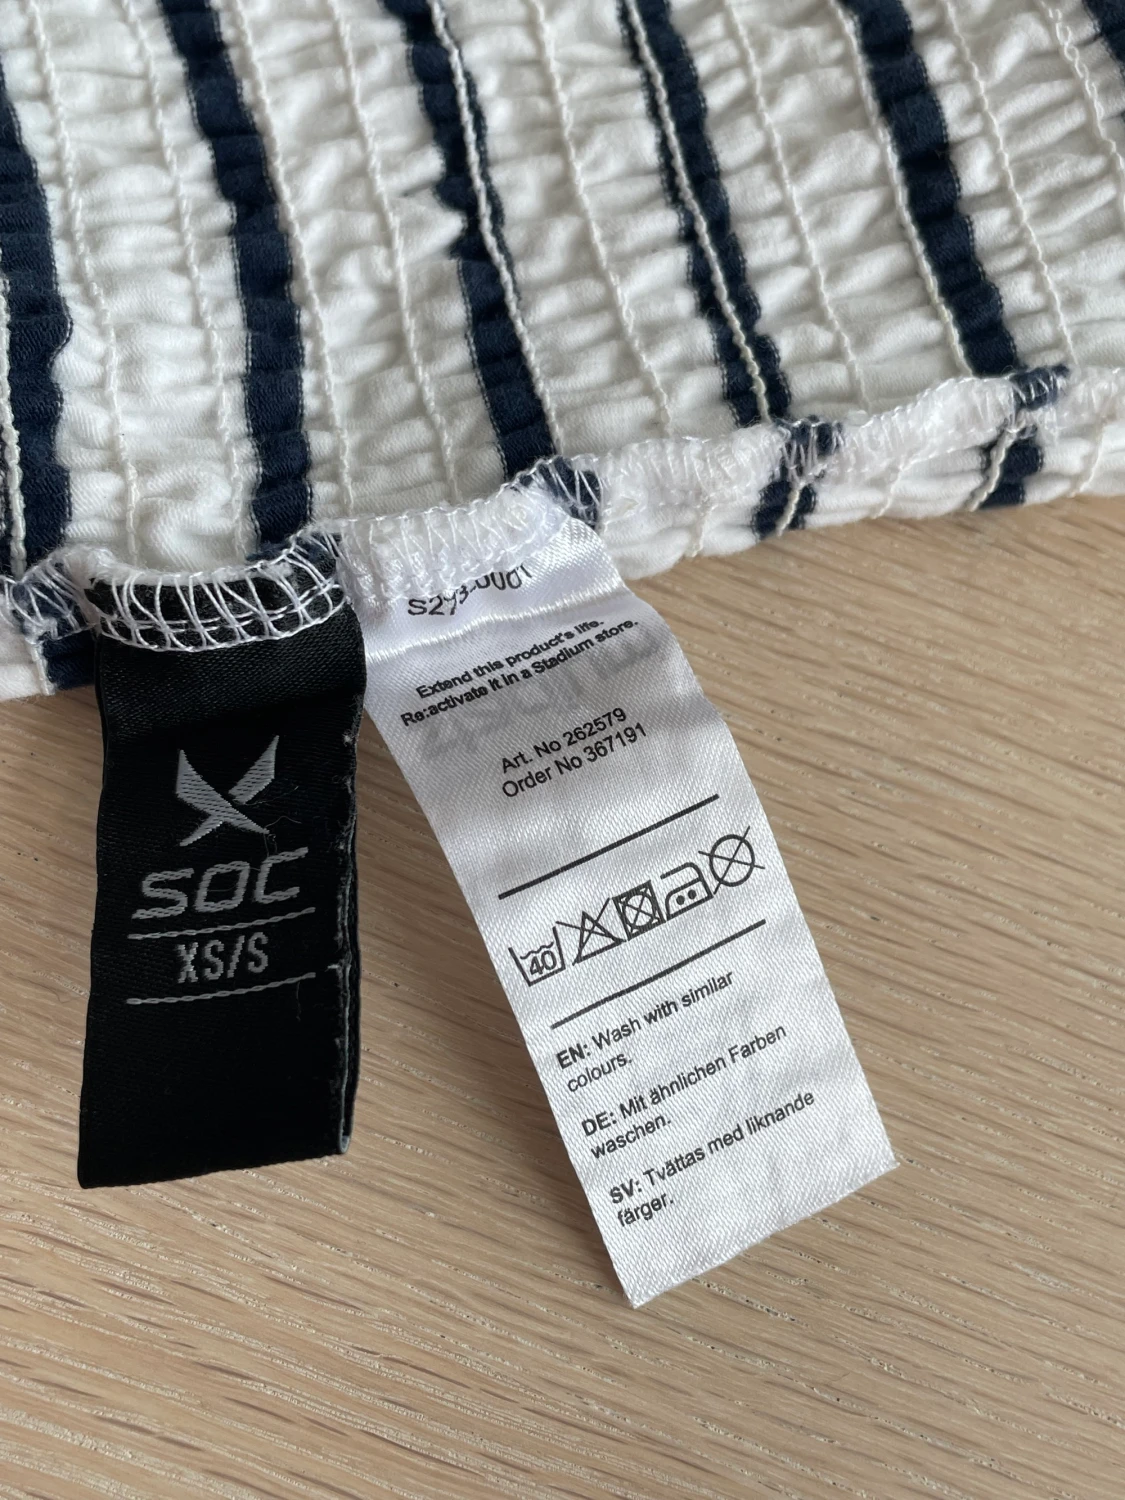 SOC
XS/S
Extend this product's life.
Re:activate it in a Stadium store.
Art. No 262579
Order No 367191
40
EN: Wash with similar
colours.
DE: Mit ähnlichen Farben
waschen.
SV: Tvättas med liknande
färger.